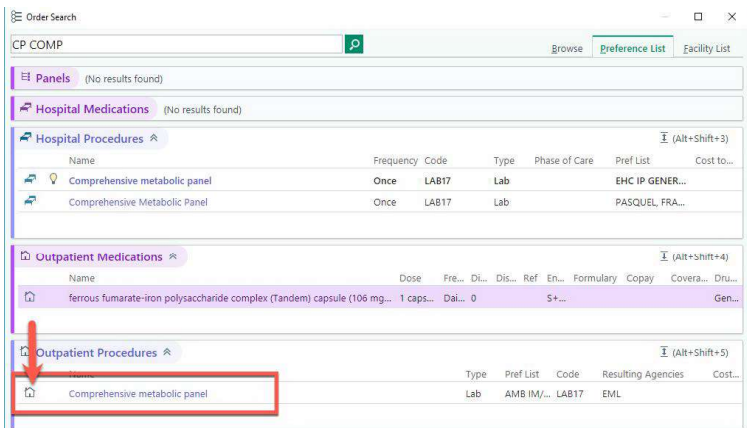 Order Search
CP COMP
Browse Preference List Facility List
Panels (No results found)
Hospital Medications (No results found)
Hospital Procedures (Alt+Shift+3)
Name Frequency Code Type Phase of Care Pref List Cost to...
Comprehensive metabolic panel Once LAB17 Lab EHC IP GENER...
Comprehensive Metabolic Panel Once LAB17 Lab PASQUEL, FRA...
Outpatient Medications (Alt+Shift+4)
Name Dose Fre... Di... Dis... Ref En... Formulary Copay Covera... Dru...
ferrous fumarate-iron polysaccharide complex (Tandem) capsule (106 mg... 1 caps... Dai... 0 S+... Gen...
Outpatient Procedures (Alt+Shift+5)
Name Type Pref List Code Resulting Agencies Cost...
Comprehensive metabolic panel Lab AMB IM/... LAB17 EML